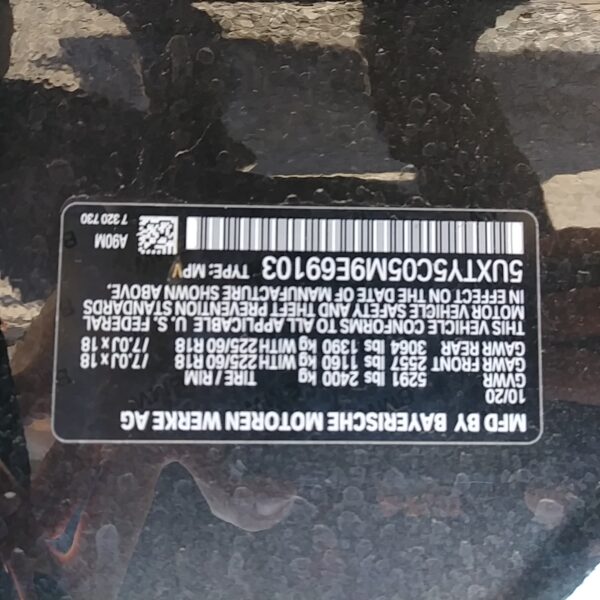 MFD BY BAYERISCHE MOTOREN WERKE AG
10/20
GVWR 5291 lbs 2400 kg TIRE / RIM
GAWR FRONT 2557 lbs 1160 kg WITH 225/60 R18 /7.0J x 18
GAWR REAR 3064 lbs 1390 kg WITH 225/60 R18 /7.0J x 18
THIS VEHICLE CONFORMS TO ALL APPLICABLE U.S. FEDERAL
MOTOR VEHICLE SAFETY AND THEFT PREVENTION STANDARDS
IN EFFECT ON THE DATE OF MANUFACTURE SHOWN ABOVE.
5UXTY5C05M9E69103 TYPE: MPV
A90M
7 320 730